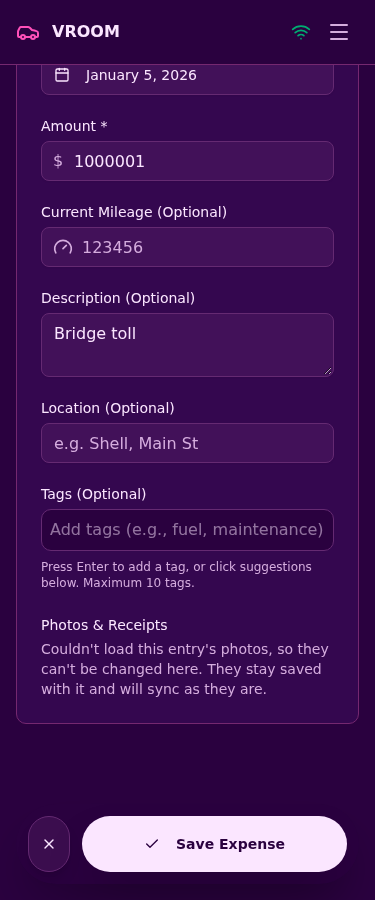 VROOM
January 5, 2026
Amount *
$ 1000001
Current Mileage (Optional)
123456
Description (Optional)
Bridge toll
Location (Optional)
e.g. Shell, Main St
Tags (Optional)
Add tags (e.g., fuel, maintenance)
Press Enter to add a tag, or click suggestions
below. Maximum 10 tags.
Photos & Receipts
Couldn't load this entry's photos, so they
can't be changed here. They stay saved
with it and will sync as they are.
Save Expense